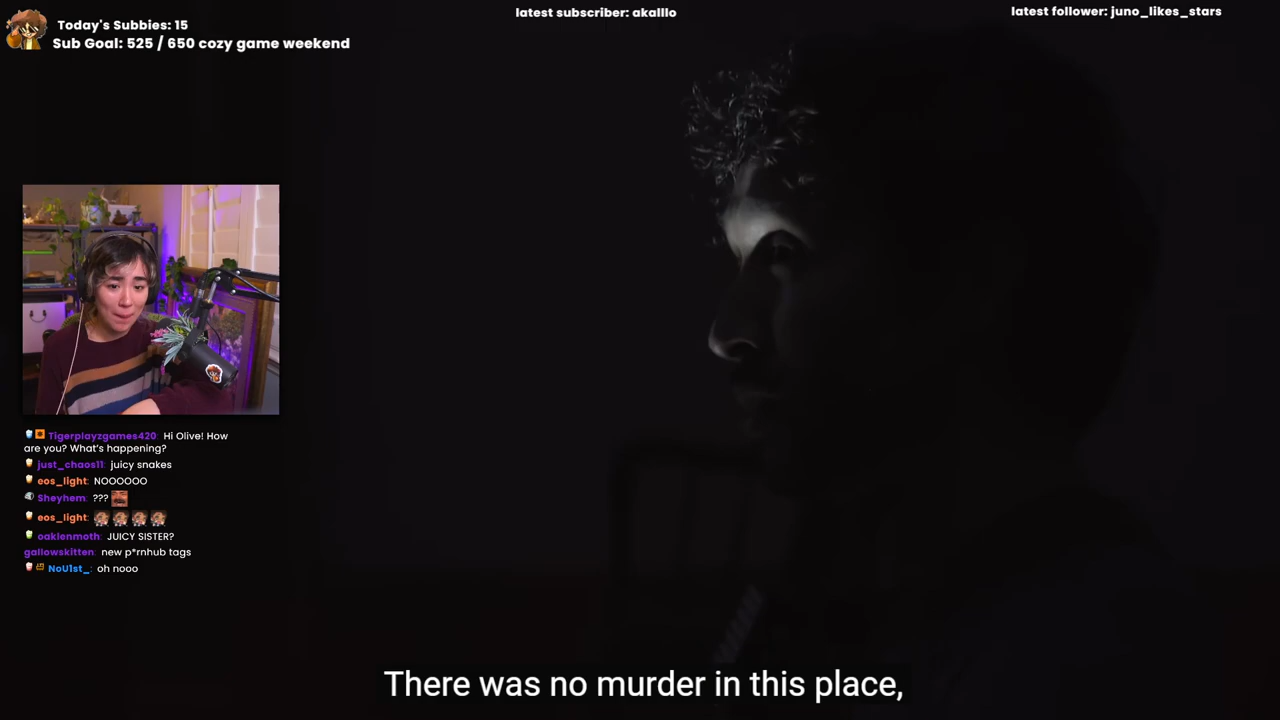 Today's Subbies: 15
Sub Goal: 525 / 650 cozy game weekend
latest subscriber: akalllo
latest follower: juno_likes_stars
Tigerplayzgames420: Hi Olive! How
are you? What's happening?
just_chaos11: juicy snakes
eos_light: NOOOOOO
Sheyhem: ???
eos_light:
oaklenmoth: JUICY SISTER?
gallowskitten: new p*rnhub tags
NoU1st_: oh nooo
There was no murder in this place,